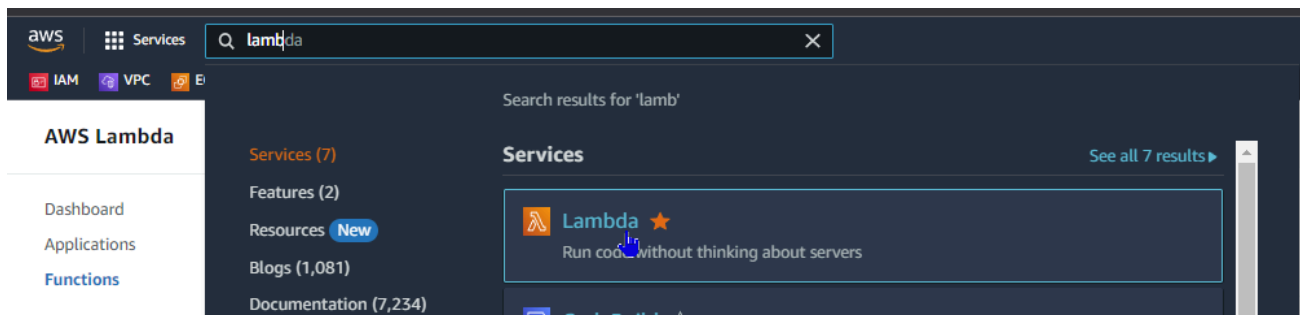 aws Services lambda
IAM VPC
Search results for 'lamb'
AWS Lambda
Services (7)
Services
See all 7 results
Features (2)
Dashboard
Lambda
Resources New
Applications
Run code without thinking about servers
Blogs (1,081)
Functions
Documentation (7,234)